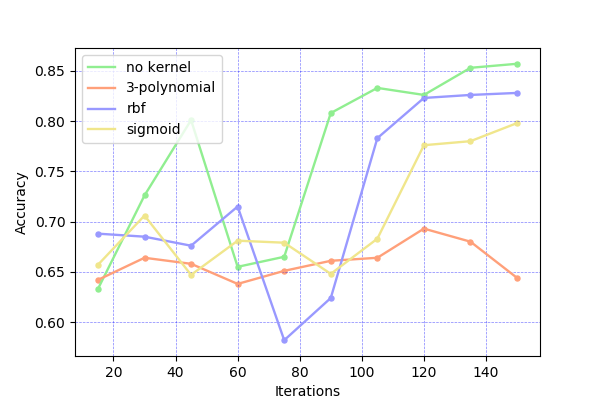 no kernel
3-polynomial
rbf
sigmoid
0.85
0.80
0.75
0.70
0.65
0.60
Accuracy
20 40 60 80 100 120 140
Iterations